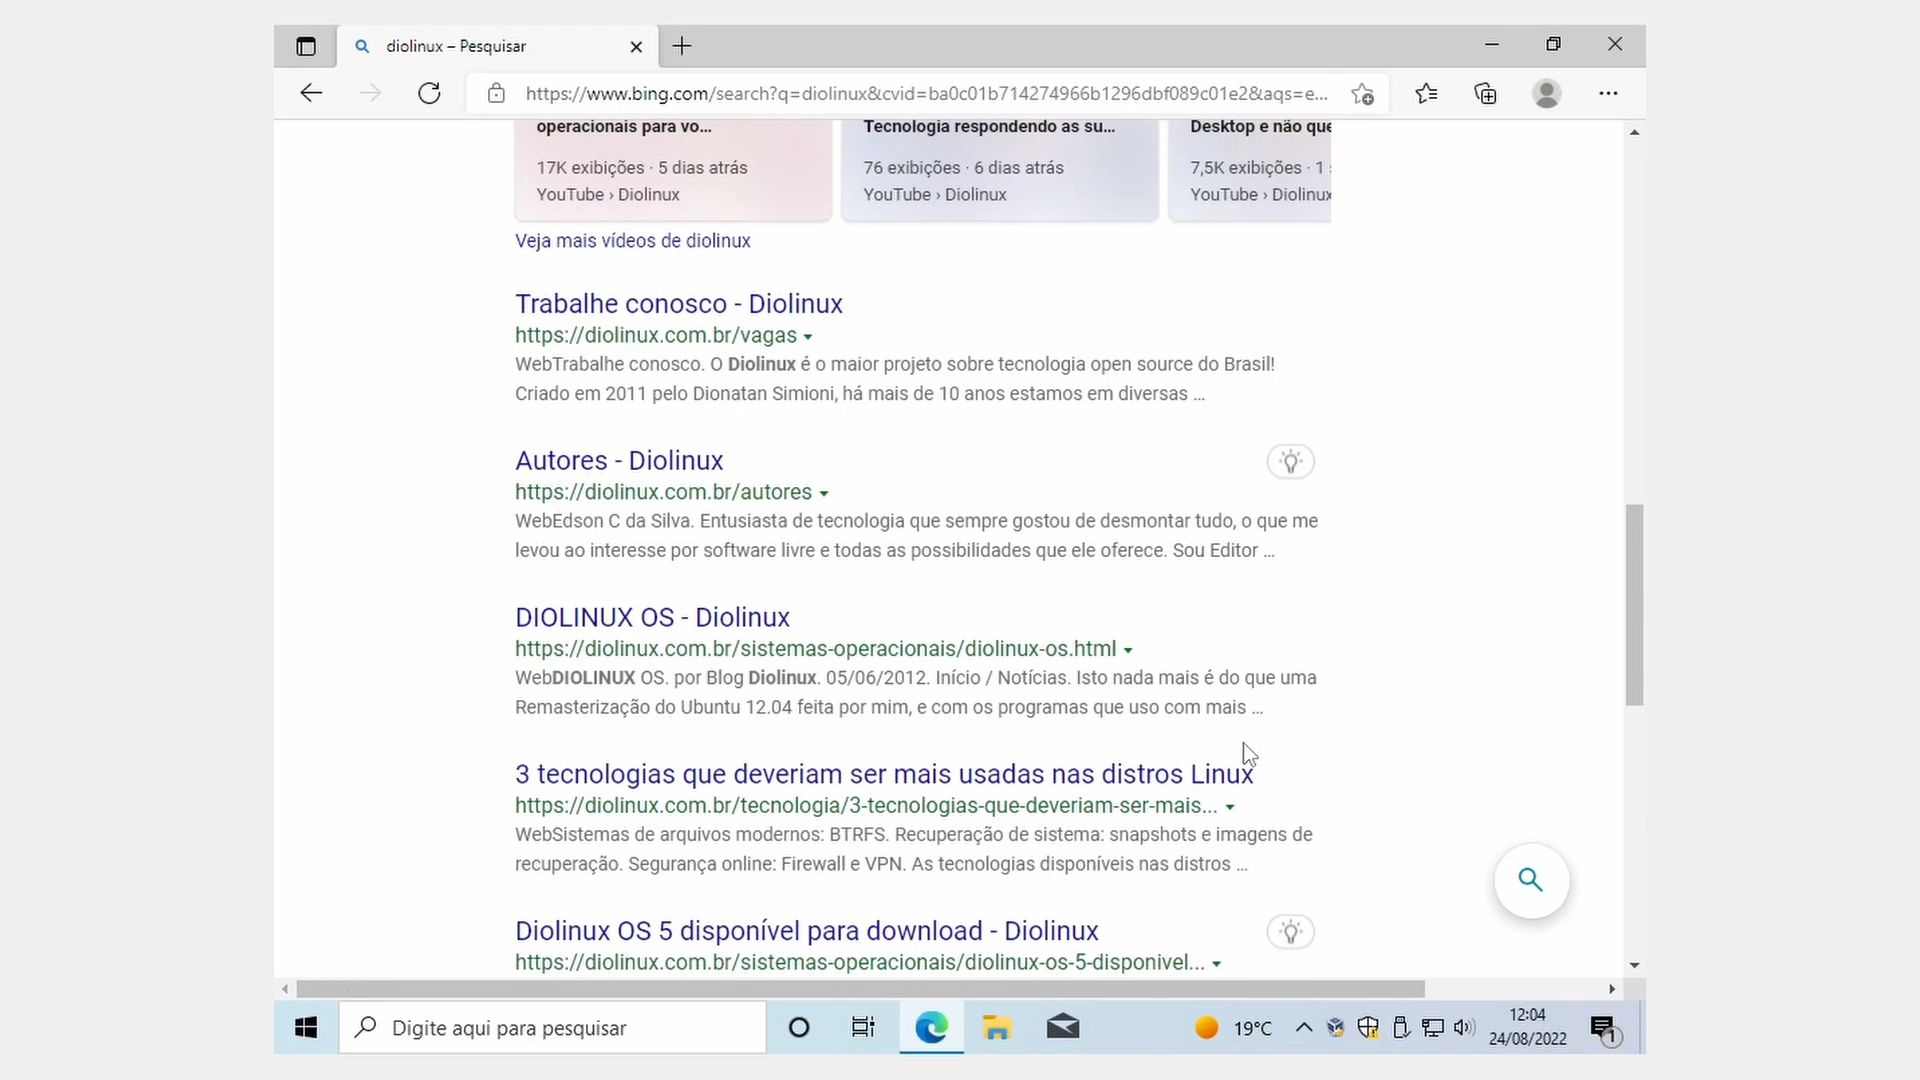 diolinux – Pesquisar
https://www.bing.com/search?q=diolinux&cvid=ba0c01b714274966b1296dbf089c01e2&aqs=e...
operacionais para vo...
17K exibições · 5 dias atrás
YouTube › Diolinux
Tecnologia respondendo as su...
76 exibições · 6 dias atrás
YouTube › Diolinux
Desktop e não que
7,5K exibições · 1
YouTube › Diolinux
Veja mais vídeos de diolinux
Trabalhe conosco - Diolinux
https://diolinux.com.br/vagas
WebTrabalhe conosco. O Diolinux é o maior projeto sobre tecnologia open source do Brasil!
Criado em 2011 pelo Dionatan Simioni, há mais de 10 anos estamos em diversas ...
Autores - Diolinux
https://diolinux.com.br/autores
WebEdson C da Silva. Entusiasta de tecnologia que sempre gostou de desmontar tudo, o que me
levou ao interesse por software livre e todas as possibilidades que ele oferece. Sou Editor ...
DIOLINUX OS - Diolinux
https://diolinux.com.br/sistemas-operacionais/diolinux-os.html
WebDIOLINUX OS. por Blog Diolinux. 05/06/2012. Início / Notícias. Isto nada mais é do que uma
Remasterização do Ubuntu 12.04 feita por mim, e com os programas que uso com mais ...
3 tecnologias que deveriam ser mais usadas nas distros Linux
https://diolinux.com.br/tecnologia/3-tecnologias-que-deveriam-ser-mais...
WebSistemas de arquivos modernos: BTRFS. Recuperação de sistema: snapshots e imagens de
recuperação. Segurança online: Firewall e VPN. As tecnologias disponíveis nas distros ...
Diolinux OS 5 disponível para download - Diolinux
https://diolinux.com.br/sistemas-operacionais/diolinux-os-5-disponivel...
Digite aqui para pesquisar
19°C
12:04
24/08/2022
1